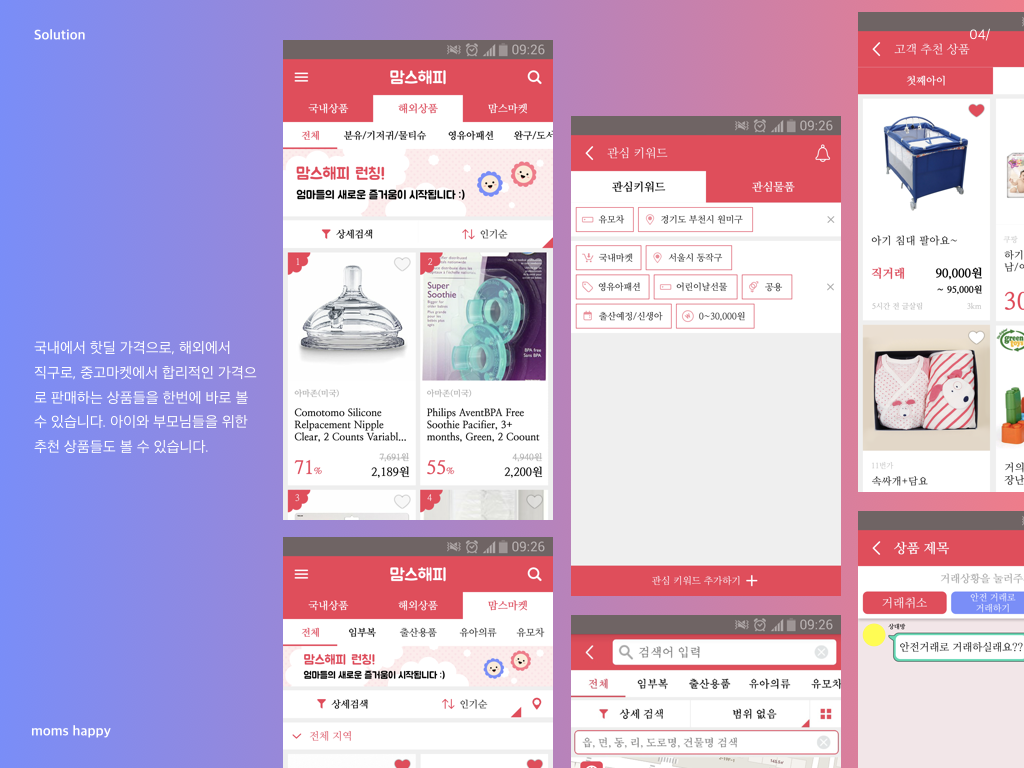 Solution
04/
국내에서 핫딜 가격으로, 해외에서
직구로, 중고마켓에서 합리적인 가격으
로 판매하는 상품들을 한번에 바로 볼
수 있습니다. 아이와 부모님들을 위한
추천 상품들도 볼 수 있습니다.
moms happy
09:26
맘스해피
국내상품 해외상품 맘스마켓
전체 분유/기저귀/물티슈 영유아패션 완구/도서
맘스해피 런칭!
엄마들의 새로운 즐거움이 시작됩니다 :)
상세검색 인기순
1
2
Super
Soothie
BPA free
아마존(미국)
Comotomo Silicone
Relpacement Nipple
Clear, 2 Counts Variabl...
7,691원
71% 2,189원
아마존(미국)
Philips AventBPA Free
Soothie Pacifier, 3+
months, Green, 2 Coount
4,940원
55% 2,200원
3
4
09:26
맘스해피
국내상품 해외상품 맘스마켓
전체 임부복 출산용품 유아의류 유모차
맘스해피 런칭!
엄마들의 새로운 즐거움이 시작됩니다 :)
상세검색 인기순
전체 지역
09:26
관심 키워드
관심키워드 관심물품
유모차 경기도 부천시 원미구
국내마켓 서울시 동작구
영유아패션 어린이날선물 공용
출산예정/신생아 0~30,000원
관심 키워드 추가하기
09:26
검색어 입력
전체 임부복 출산용품 유아의류 유모차
상세 검색 범위 없음
읍, 면, 동, 리, 도로명, 건물명 검색
고객 추천 상품
첫째아이
아기 침대 팔아요~
직거래 90,000원
~ 95,000원
5시간 전 글살림 3km
쿠팡
하기
남/여
30
green
toys
11번가
속싸개+담요
거의
장난
상품 제목
거래상황을 눌러주
거래취소
안전 거래로
거래하기
상대방
안전거래로 거래하실래요??